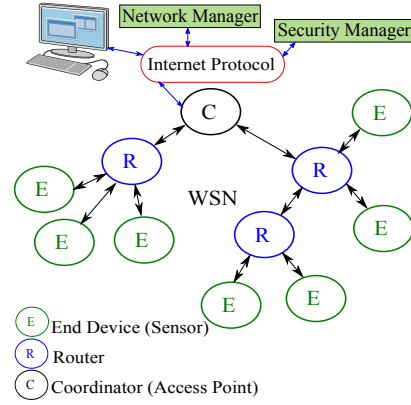 Network Manager
Security Manager
Internet Protocol
C
E
R
R
E
WSN
E
E
E
R
E
E
E End Device (Sensor)
R Router
C Coordinator (Access Point)